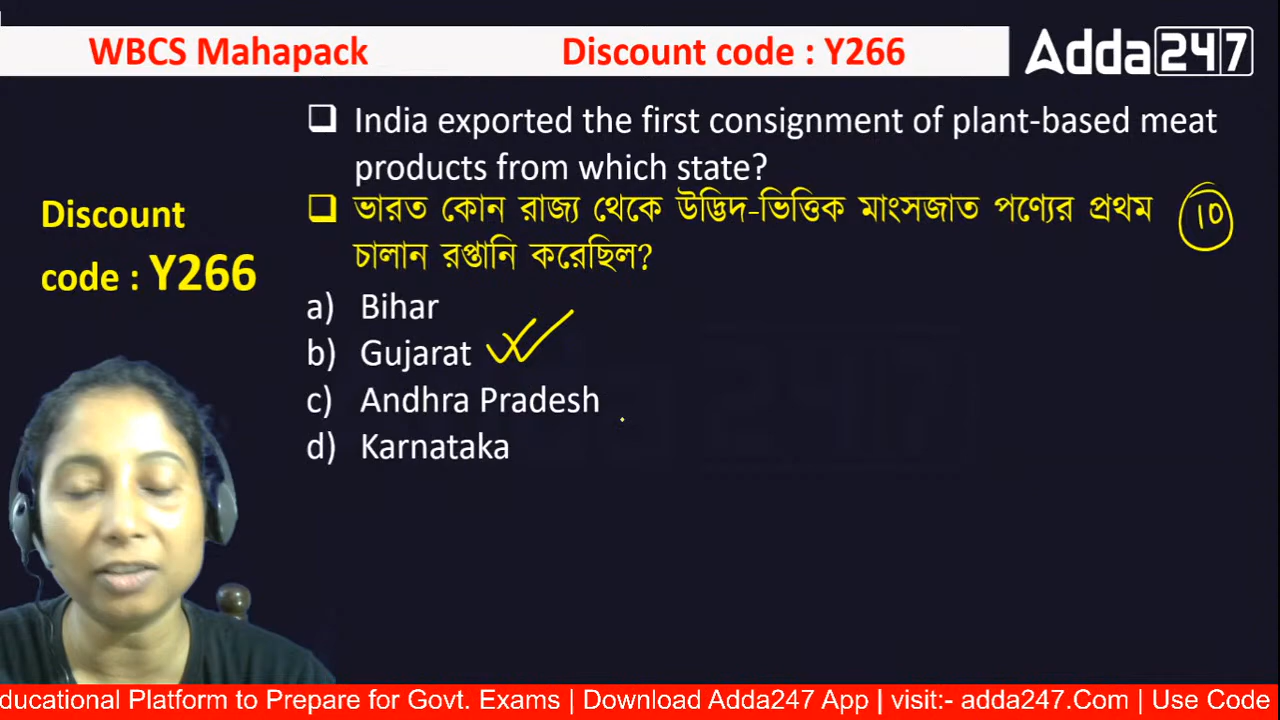 WBCS Mahapack Discount code : Y266 Adda247
India exported the first consignment of plant-based meat
products from which state?
Discount
code : Y266
ভারত কোন রাজ্য থেকে উদ্ভিদ-ভিত্তিক মাংসজাত পণ্যের প্রথম
চালান রপ্তানি করেছিল?
10
a) Bihar
b) Gujarat
c) Andhra Pradesh
d) Karnataka
ducational Platform to Prepare for Govt. Exams | Download Adda247 App | visit:- adda247.Com | Use Code